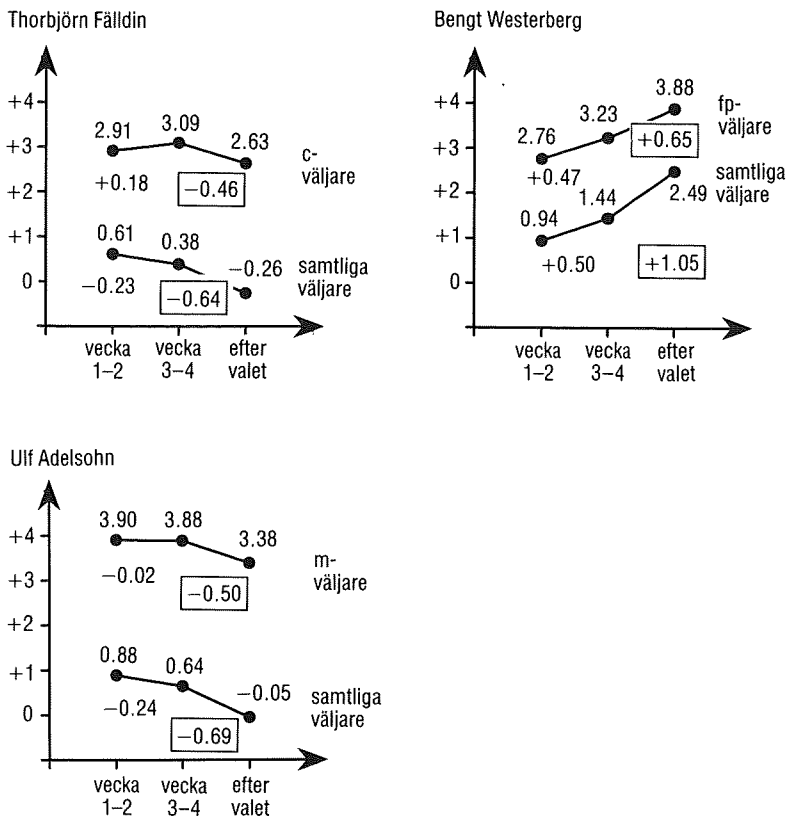 Thorbjörn Fälldin
+4
+3
+2
+1
0
2.91
3.09
2.63
c-
väljare
+0.18
−0.46
0.61
0.38
−0.26
samtliga
väljare
−0.23
−0.64
vecka
1–2
vecka
3–4
efter
valet
Bengt Westerberg
+4
+3
+2
+1
0
2.76
3.23
3.88
fp-
väljare
+0.47
+0.65
0.94
1.44
2.49
samtliga
väljare
+0.50
+1.05
vecka
1–2
vecka
3–4
efter
valet
Ulf Adelsohn
+4
+3
+2
+1
0
3.90
3.88
3.38
m-
väljare
−0.02
−0.50
0.88
0.64
−0.05
samtliga
väljare
−0.24
−0.69
vecka
1–2
vecka
3–4
efter
valet